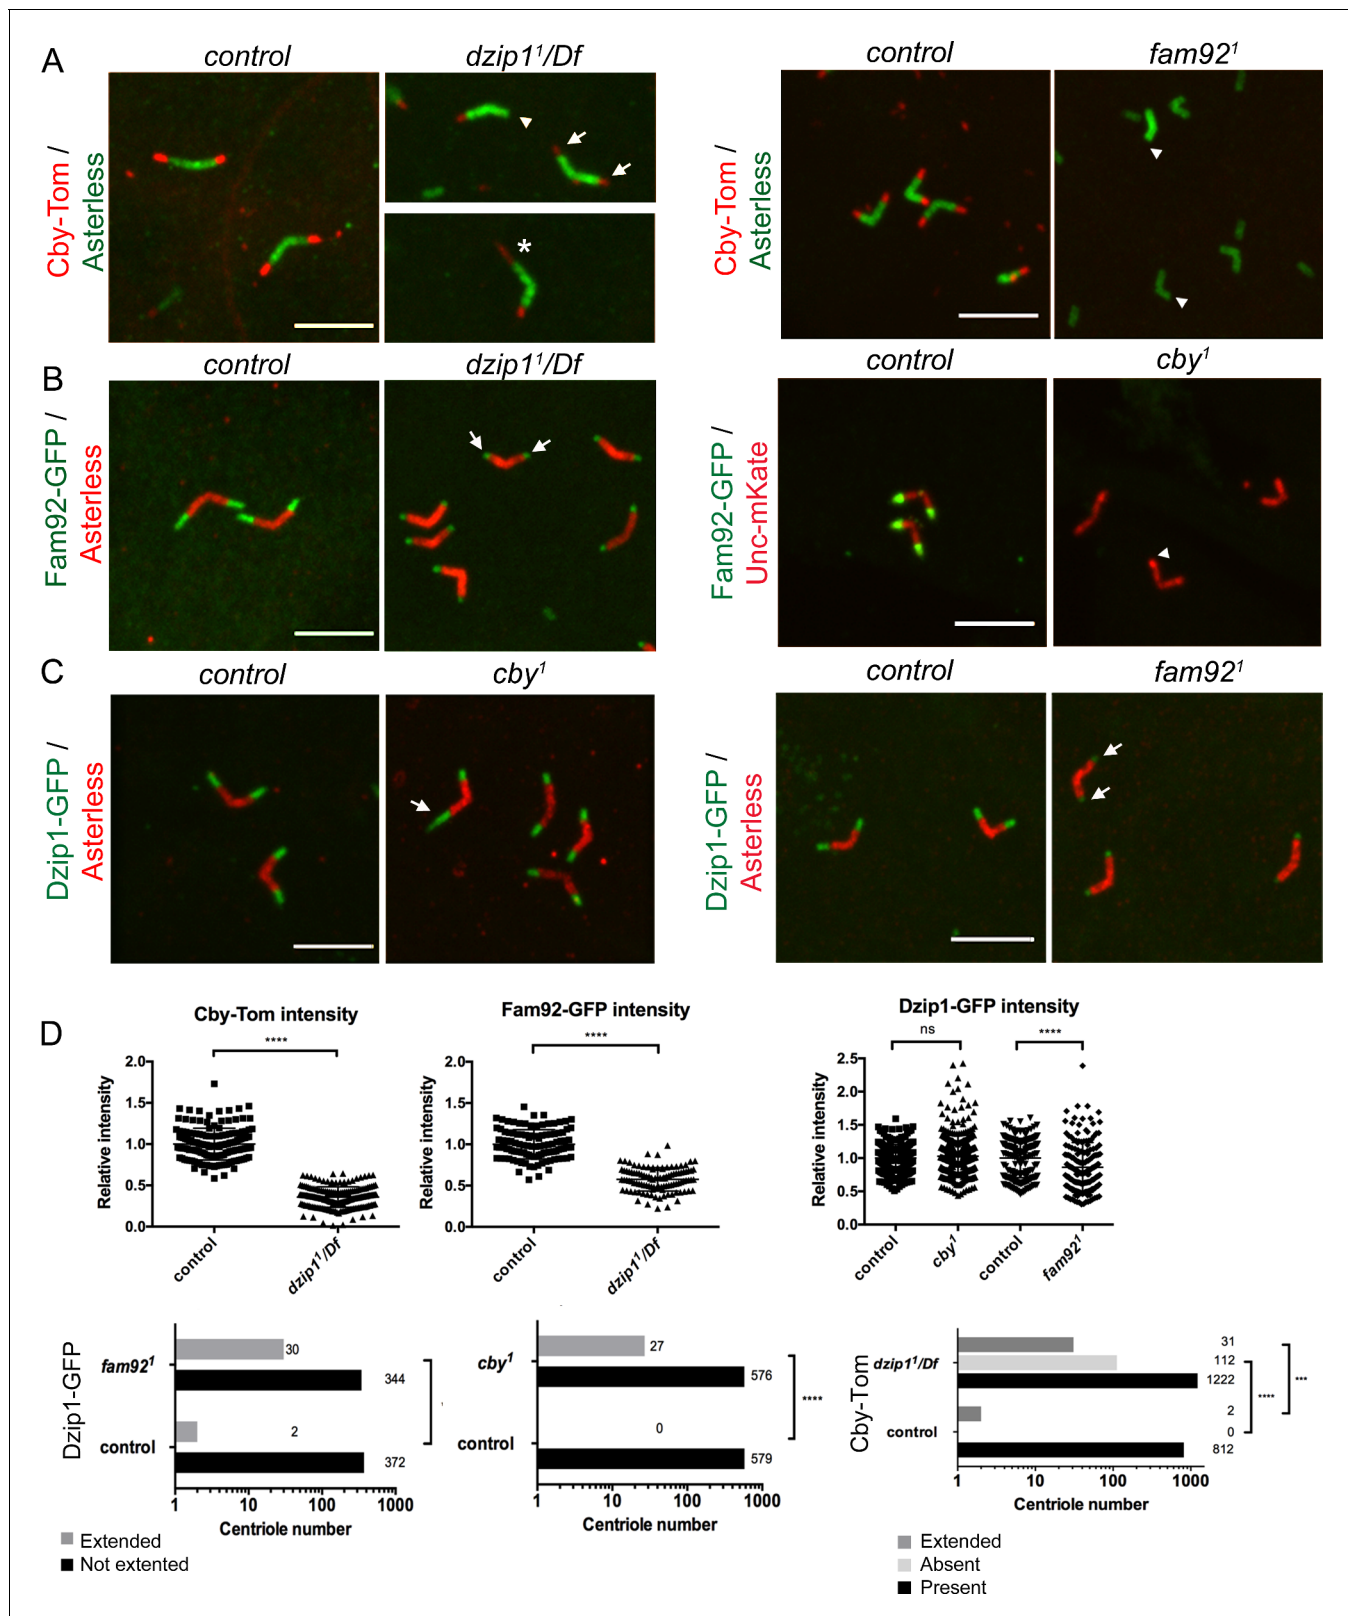 A
control
dzip1¹/Df
control
fam92¹
Cby-Tom /
Asterless
*
Cby-Tom /
Asterless
B
control
dzip1¹/Df
control
cby¹
Fam92-GFP /
Asterless
Fam92-GFP /
Unc-mKate
C
control
cby¹
control
fam92¹
Dzip1-GFP /
Asterless
Dzip1-GFP /
Asterless
D
Cby-Tom intensity
****
Relative intensity
2.0
1.5
1.0
0.5
0.0
control
dzip1¹/Df
Fam92-GFP intensity
****
Relative intensity
2.0
1.5
1.0
0.5
0.0
control
dzip1¹/Df
Dzip1-GFP intensity
ns
****
Relative intensity
2.5
2.0
1.5
1.0
0.5
0.0
control
cby¹
control
fam92¹
Dzip1-GFP
fam92¹
30
344
control
2
372
1 10 100 1000
Centriole number
Extended
Not extented
cby¹
27
576
****
control
0
579
1 10 100 1000
Centriole number
Cby-Tom
dzip1¹/Df
31
112
1222
***
****
control
2
0
812
1 10 100 1000
Centriole number
Extended
Absent
Present